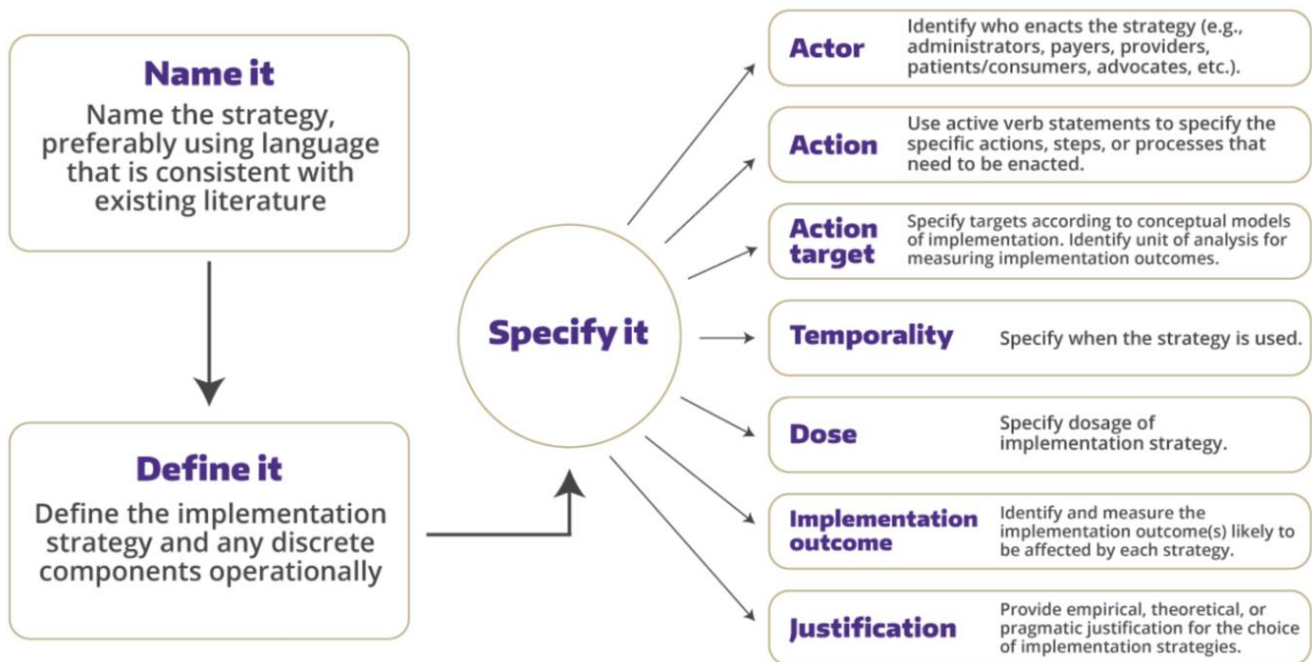 Name it
Name the strategy,
preferably using language
that is consistent with
existing literature
Define it
Define the implementation
strategy and any discrete
components operationally
Specify it
Actor
Identify who enacts the strategy (e.g.,
administrators, payers, providers,
patients/consumers, advocates, etc.).
Action
Use active verb statements to specify the
specific actions, steps, or processes that
need to be enacted.
Action
target
Specify targets according to conceptual models
of implementation. Identify unit of analysis for
measuring implementation outcomes.
Temporality
Specify when the strategy is used.
Dose
Specify dosage of
implementation strategy.
Implementation
outcome
Identify and measure the
implementation outcome(s) likely to
be affected by each strategy.
Justification
Provide empirical, theoretical, or
pragmatic justification for the choice
of implementation strategies.